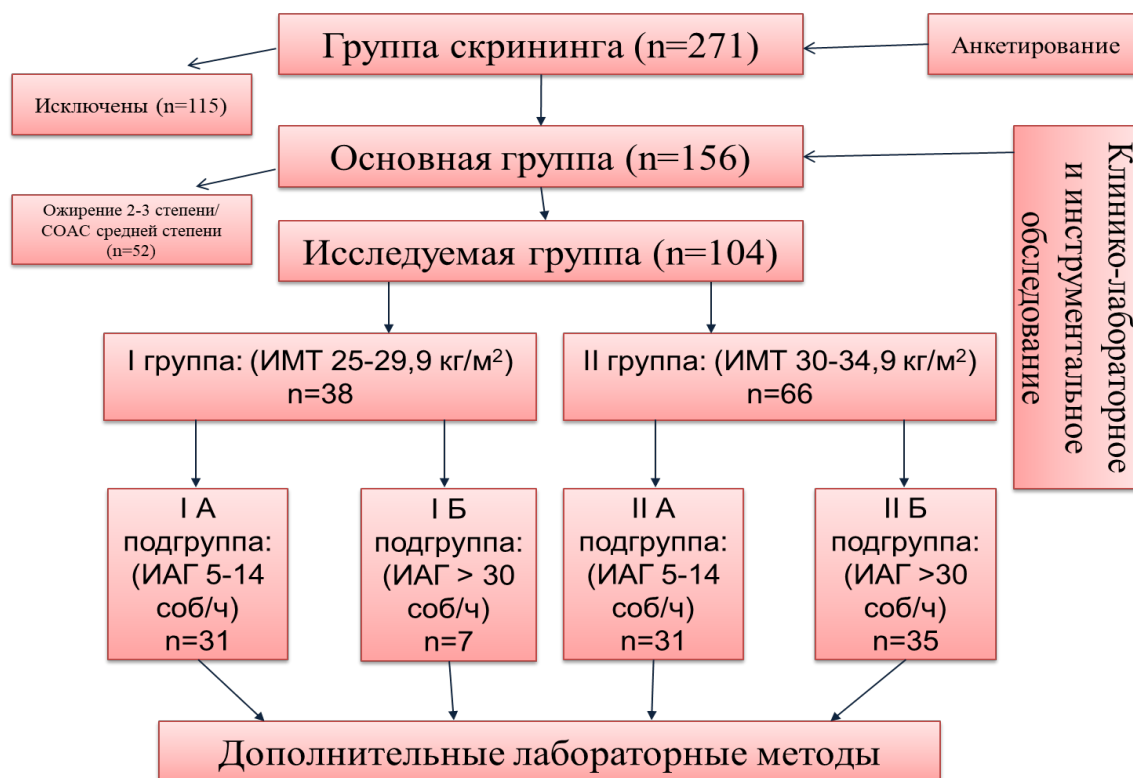 Группа скрининга (n=271)
Анкетирование
Исключены (n=115)
Основная группа (n=156)
Клинико-лабораторное
и инструментальное
обследование
Ожирение 2-3 степени/
СОАС средней степени
(n=52)
Исследуемая группа (n=104)
I группа: (ИМТ 25-29,9 кг/м²)
n=38
II группа: (ИМТ 30-34,9 кг/м²)
n=66
I А
подгруппа:
(ИАГ 5-14
соб/ч)
n=31
I Б
подгруппа:
(ИАГ > 30
соб/ч)
n=7
II А
подгруппа:
(ИАГ 5-14
соб/ч)
n=31
II Б
подгруппа:
(ИАГ >30
соб/ч)
n=35
Дополнительные лабораторные методы